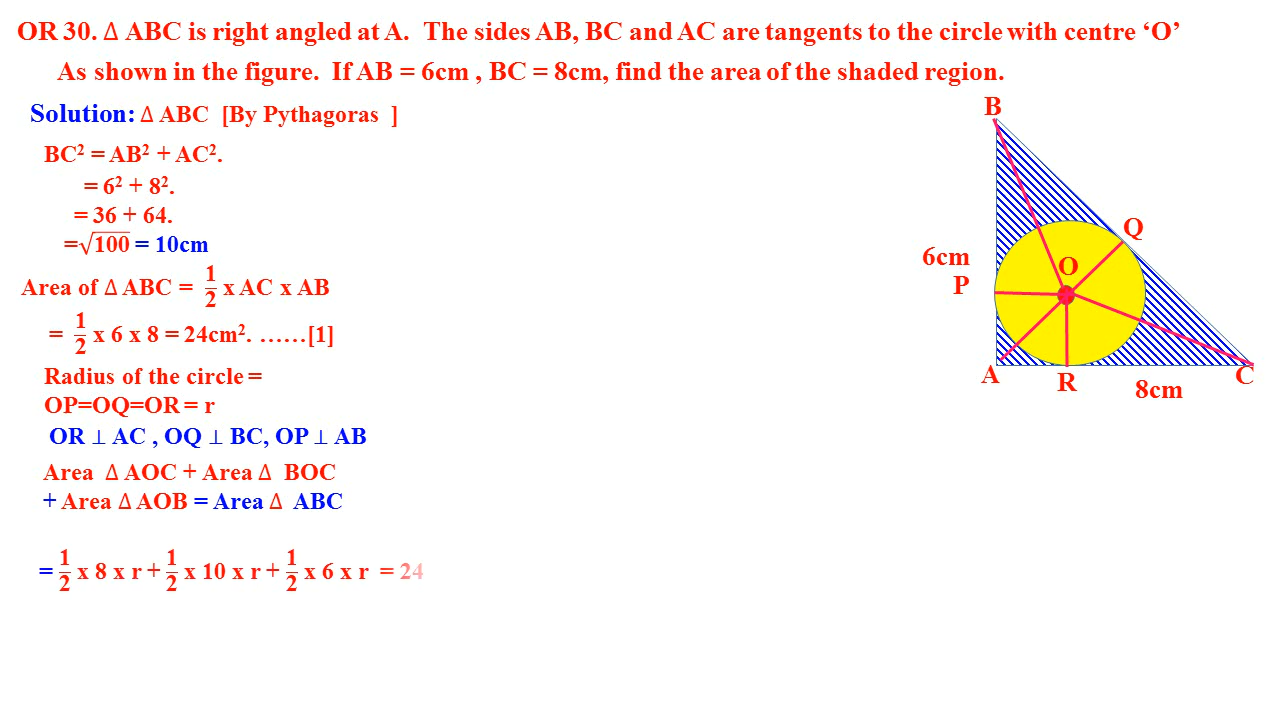 OR 30. ∆ ABC is right angled at A. The sides AB, BC and AC are tangents to the circle with centre ‘O’
As shown in the figure. If AB = 6cm , BC = 8cm, find the area of the shaded region.
Solution: ∆ ABC [By Pythagoras ]
BC² = AB² + AC².
= 6² + 8².
= 36 + 64.
=√100 = 10cm
Area of ∆ ABC = 1/2 x AC x AB
= 1/2 x 6 x 8 = 24cm². ……[1]
Radius of the circle =
OP=OQ=OR = r
OR ⊥ AC , OQ ⊥ BC, OP ⊥ AB
Area ∆ AOC + Area ∆ BOC
+ Area ∆ AOB = Area ∆ ABC
= 1/2 x 8 x r + 1/2 x 10 x r + 1/2 x 6 x r = 24
B
Q
6cm
O
P
A
R
8cm
C